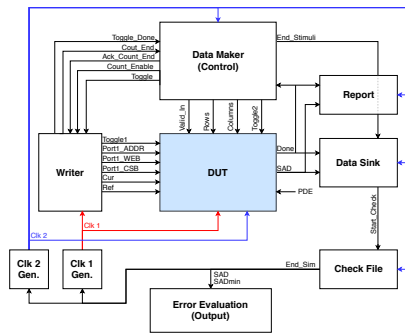 Toggle_Done
Cout_End
Ack_Count_End
Count_Enable
Toggle
Data Maker
(Control)
End_Stimuli
Report
Valid_In
Rows
Columns
Toggle2
Writer
Toggle1
Port1_ADDR
Port1_WEB
Port1_CSB
Cur
Ref
DUT
Done
SAD
PDE
Data Sink
Clk 1
Clk 2
Start_Check
Clk 2
Gen.
Clk 1
Gen.
End_Sim
Check File
SAD
SADmin
Error Evaluation
(Output)